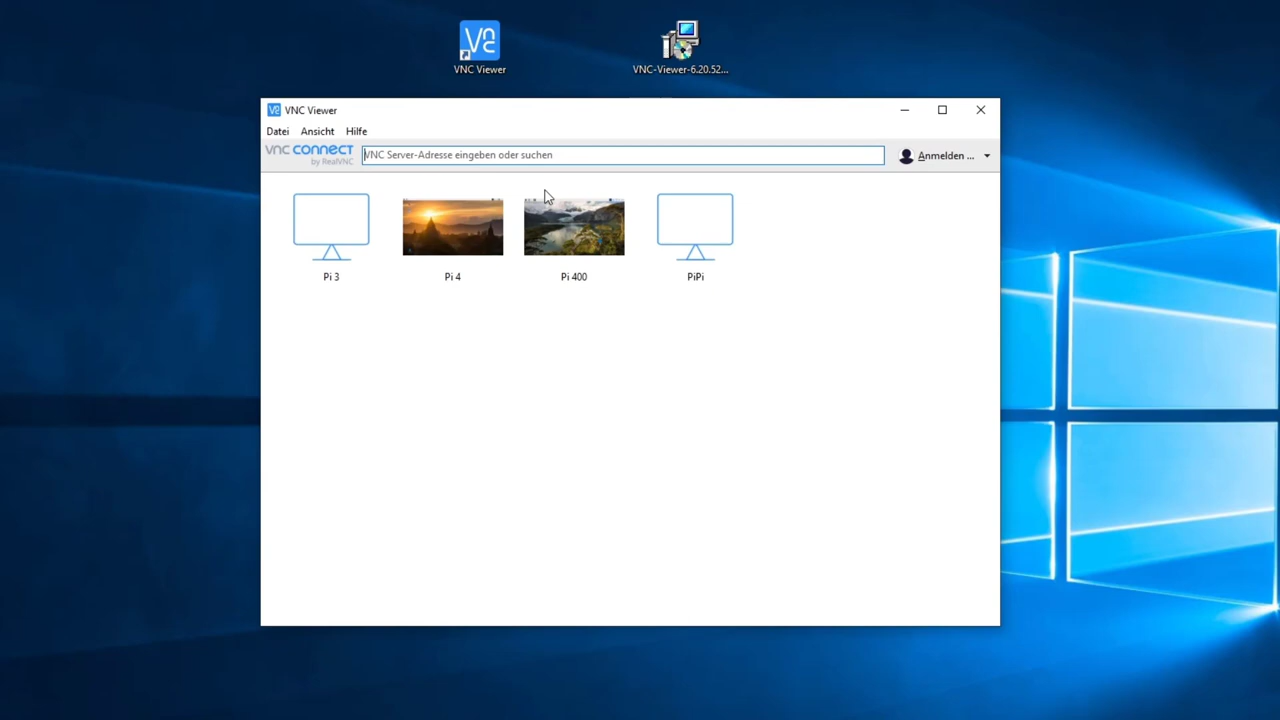 VNC Viewer
VNC-Viewer-6.20.52...
VNC Viewer
Datei Ansicht Hilfe
vnc connect
by RealVNC
VNC Server-Adresse eingeben oder suchen
Anmelden ...
Pi 3
Pi 4
Pi 400
PiPi